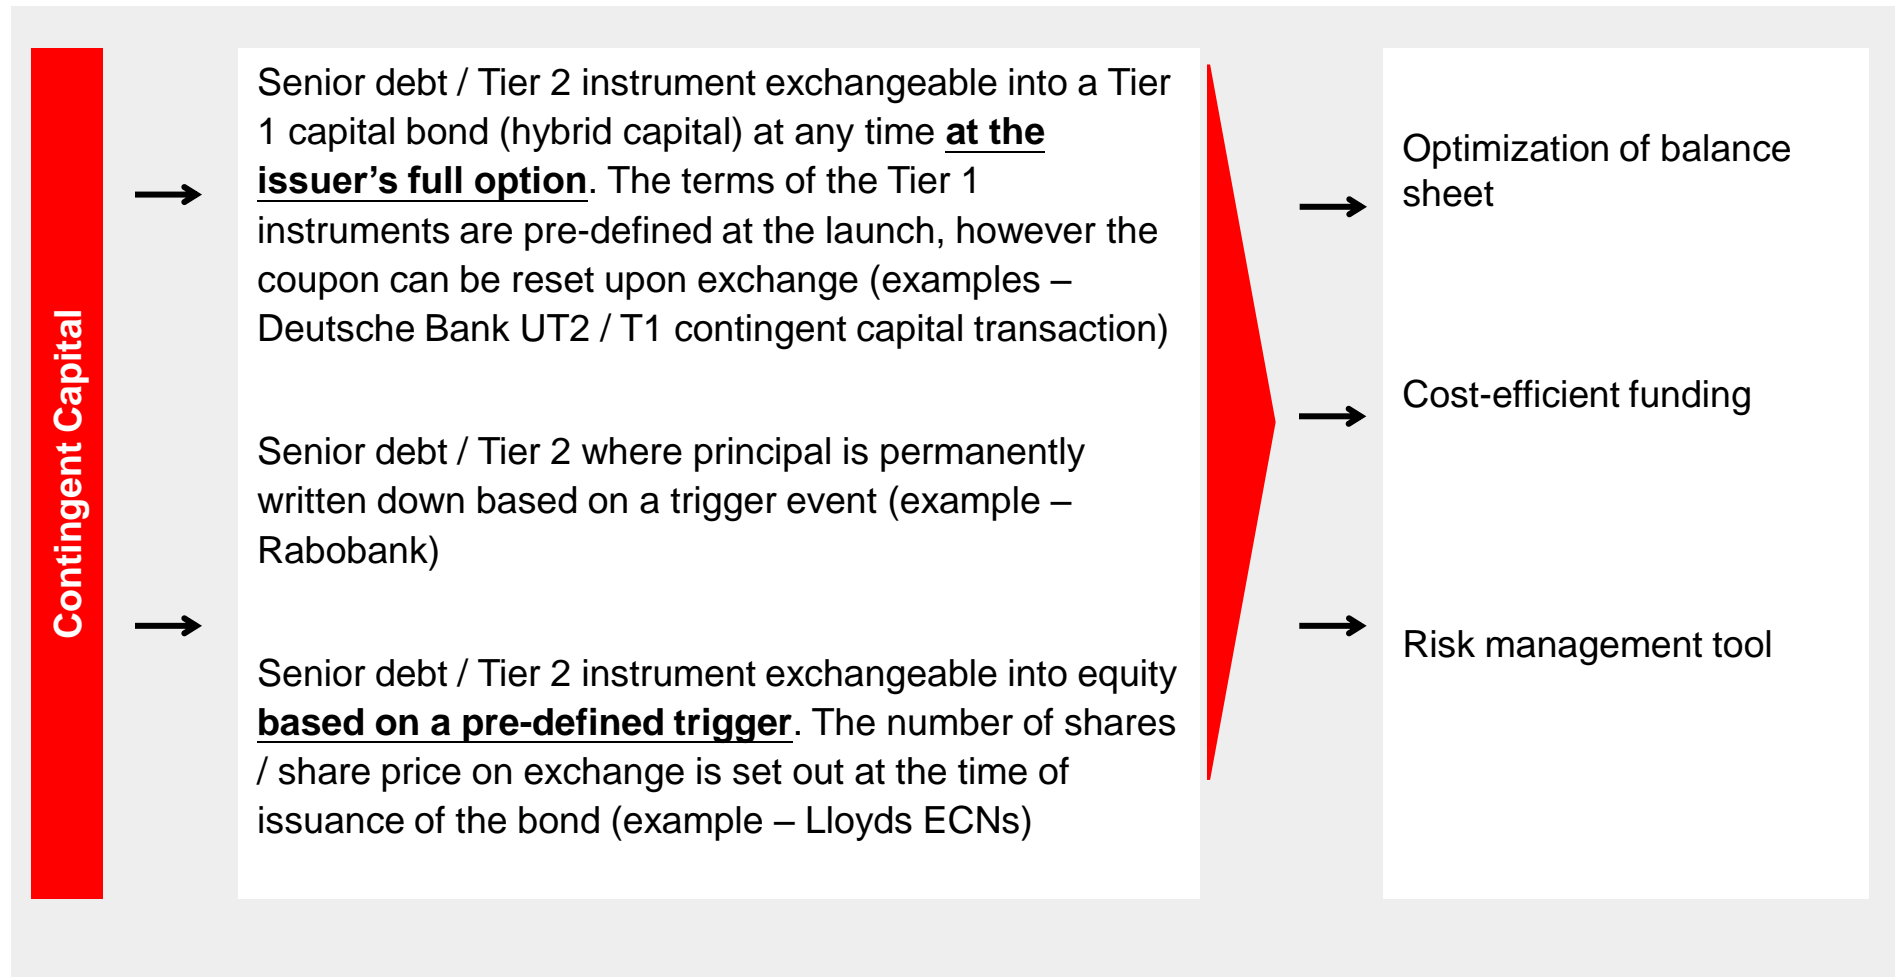 Contingent Capital
Senior debt / Tier 2 instrument exchangeable into a Tier
1 capital bond (hybrid capital) at any time at the
issuer’s full option. The terms of the Tier 1
instruments are pre-defined at the launch, however the
coupon can be reset upon exchange (examples –
Deutsche Bank UT2 / T1 contingent capital transaction)
Senior debt / Tier 2 where principal is permanently
written down based on a trigger event (example –
Rabobank)
Senior debt / Tier 2 instrument exchangeable into equity
based on a pre-defined trigger. The number of shares
/ share price on exchange is set out at the time of
issuance of the bond (example – Lloyds ECNs)
Optimization of balance
sheet
Cost-efficient funding
Risk management tool